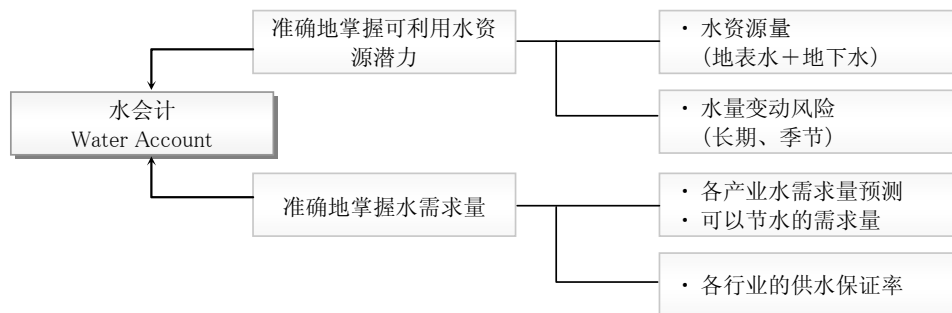 准确地掌握可利用水资
源潜力
・ 水资源量
（地表水＋地下水）
水会计
Water Account
・ 水量变动风险
（长期、季节）
准确地掌握水需求量
・ 各产业水需求量预测
・ 可以节水的需求量
・ 各行业的供水保证率